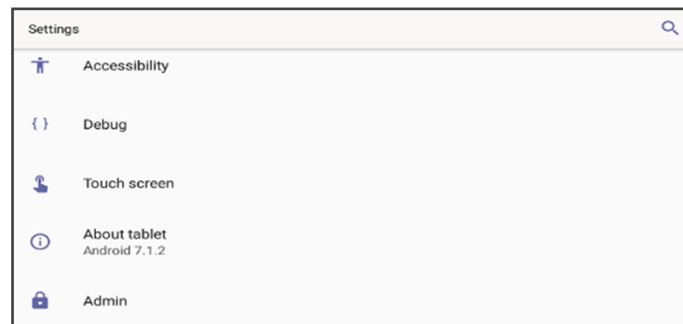 Settings
Accessibility
{ } Debug
Touch screen
About tablet
Android 7.1.2
Admin